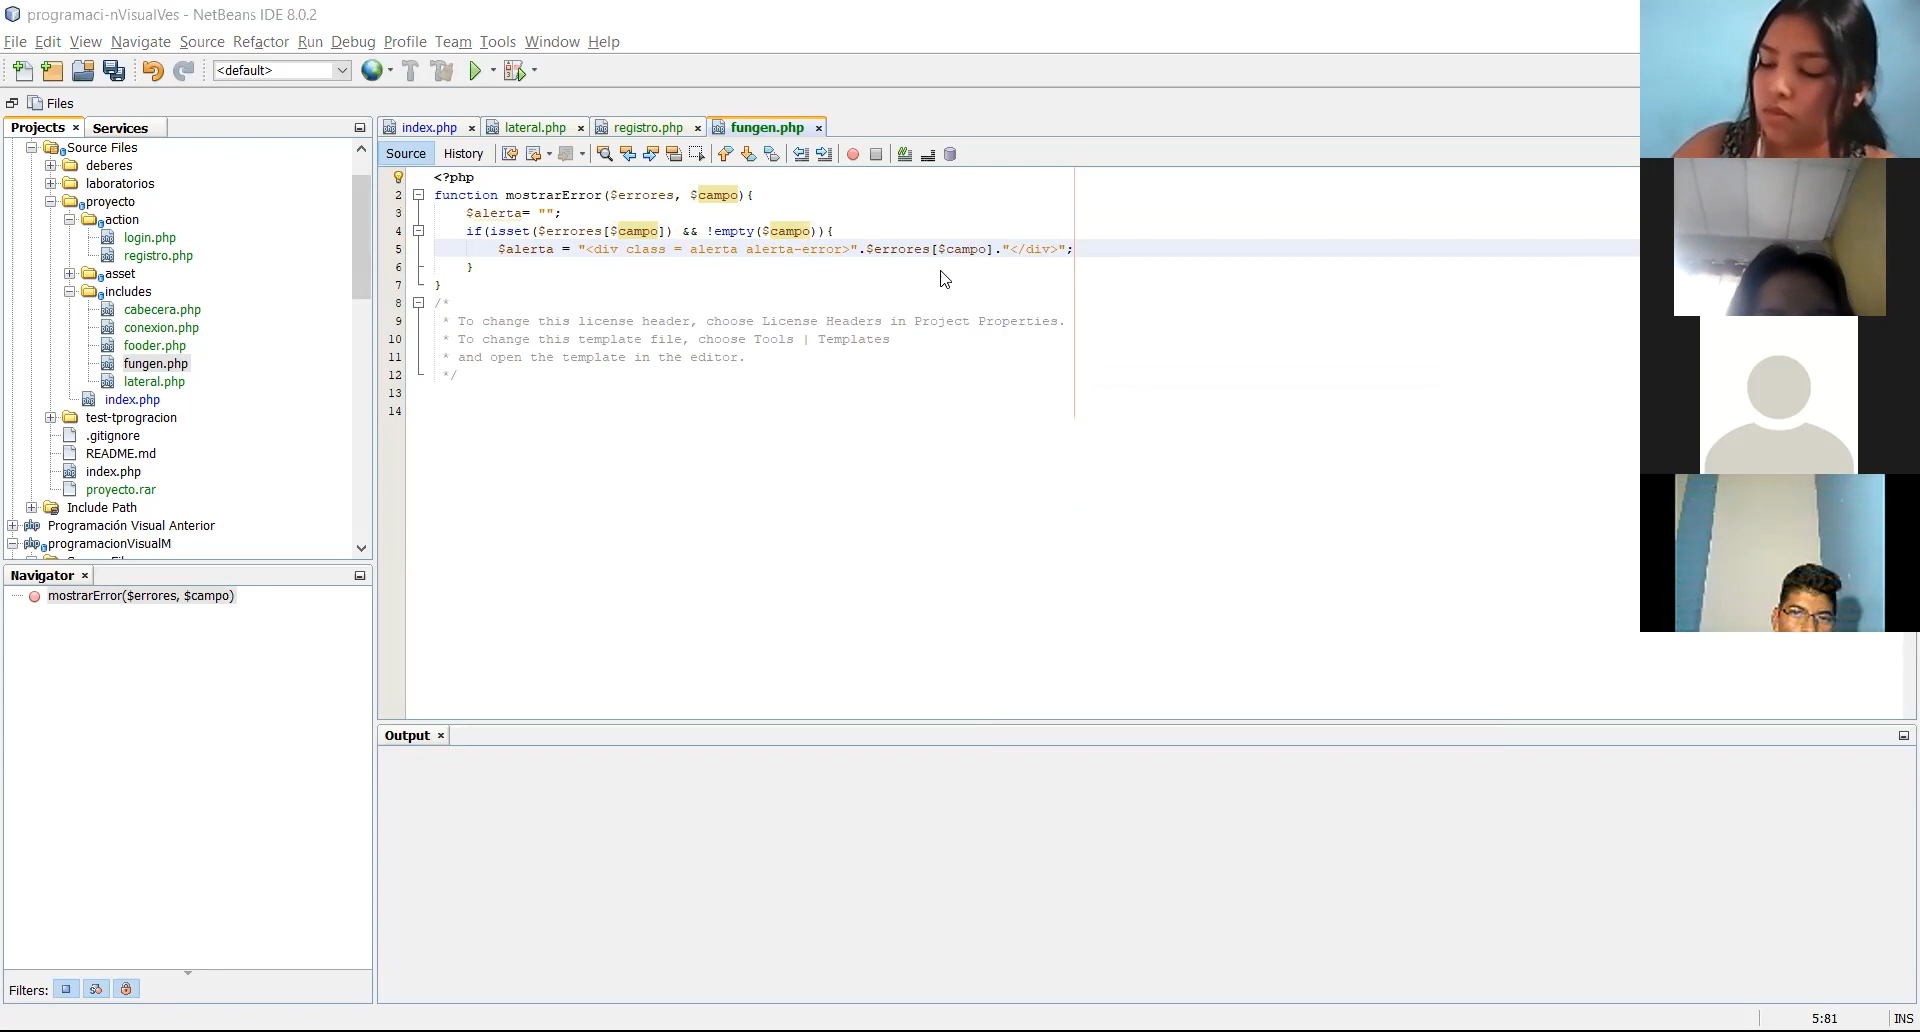 programaci-nVisualVes - NetBeans IDE 8.0.2
File Edit View Navigate Source Refactor Run Debug Profile Team Tools Window Help
<default>
Files
Projects × Services
Source Files
deberes
laboratorios
proyecto
action
login.php
registro.php
asset
includes
cabecera.php
conexion.php
fooder.php
fungen.php
lateral.php
index.php
test-tprogracion
.gitignore
README.md
index.php
proyecto.rar
Include Path
Programación Visual Anterior
programacionVisualM
Navigator ×
mostrarError($errores, $campo)
Filters:
index.php × lateral.php × registro.php × fungen.php ×
Source History
<?php
2 function mostrarError($errores, $campo){
3 $alerta= "";
4 if(isset($errores[$campo]) && !empty($campo)){
5 $alerta = "<div class = alerta alerta-error>".$errores[$campo]."</div>";
6 }
7 }
8 /*
9 * To change this license header, choose License Headers in Project Properties.
10 * To change this template file, choose Tools | Templates
11 * and open the template in the editor.
12 */
13
14
Output ×
5:81 INS